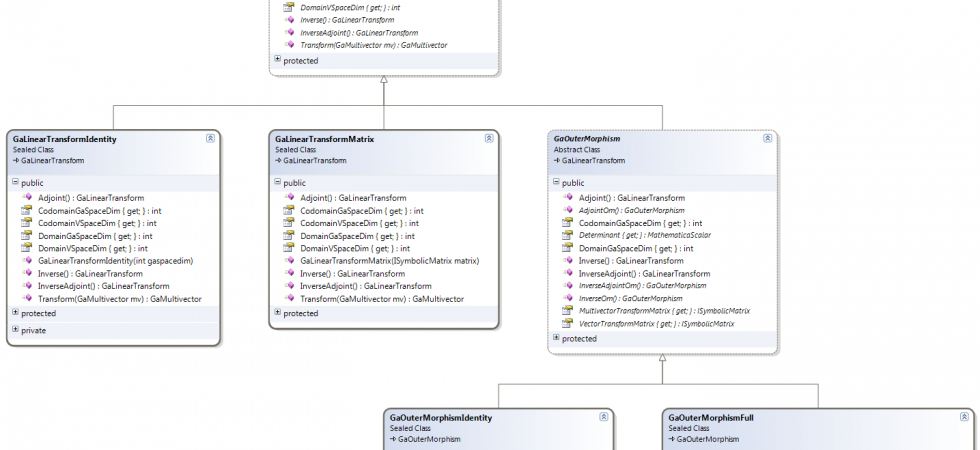 DomainVSpaceDim { get; } : int
Inverse() : GaLinearTransform
InverseAdjoint() : GaLinearTransform
Transform(GaMultivector mv) : GaMultivector
protected
GaLinearTransformIdentity
Sealed Class
GaLinearTransform
public
Adjoint() : GaLinearTransform
CodomainGaSpaceDim { get; } : int
CodomainVSpaceDim { get; } : int
DomainGaSpaceDim { get; } : int
DomainVSpaceDim { get; } : int
GaLinearTransformIdentity(int gaspacedim)
Inverse() : GaLinearTransform
InverseAdjoint() : GaLinearTransform
Transform(GaMultivector mv) : GaMultivector
protected
private
GaLinearTransformMatrix
Sealed Class
GaLinearTransform
public
Adjoint() : GaLinearTransform
CodomainGaSpaceDim { get; } : int
CodomainVSpaceDim { get; } : int
DomainGaSpaceDim { get; } : int
DomainVSpaceDim { get; } : int
GaLinearTransformMatrix(ISymbolicMatrix matrix)
Inverse() : GaLinearTransform
InverseAdjoint() : GaLinearTransform
Transform(GaMultivector mv) : GaMultivector
protected
GaOuterMorphism
Abstract Class
GaLinearTransform
public
Adjoint() : GaLinearTransform
AdjointOm() : GaOuterMorphism
CodomainGaSpaceDim { get; } : int
Determinant { get; } : MathematicaScalar
DomainGaSpaceDim { get; } : int
Inverse() : GaLinearTransform
InverseAdjoint() : GaLinearTransform
InverseAdjointOm() : GaOuterMorphism
InverseOm() : GaOuterMorphism
MultivectorTransformMatrix { get; } : ISymbolicMatrix
VectorTransformMatrix { get; } : ISymbolicMatrix
protected
GaOuterMorphismIdentity
Sealed Class
GaOuterMorphism
GaOuterMorphismFull
Sealed Class
GaOuterMorphism